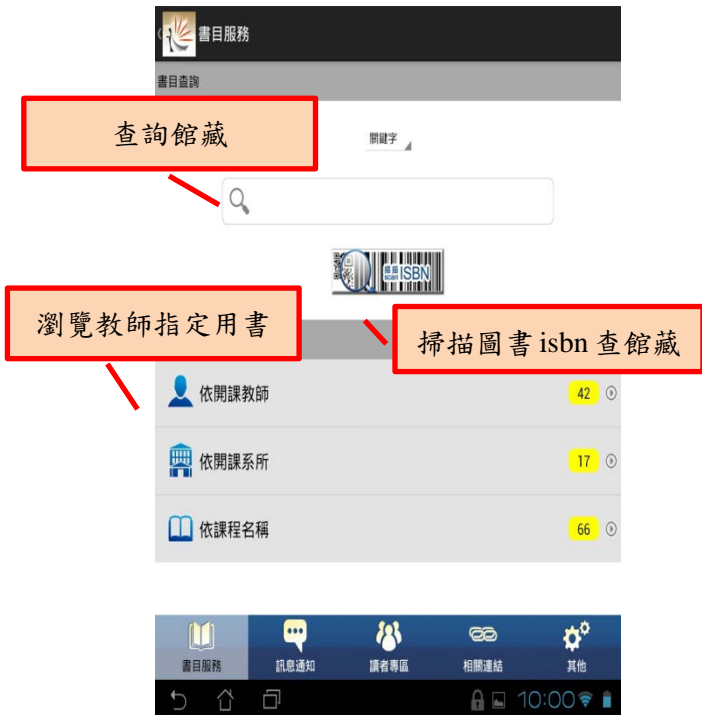 書目服務
書目查詢
查詢館藏
關鍵字
掃描
scan ISBN
瀏覽教師指定用書
掃描圖書 isbn 查館藏
依開課教師 42
依開課系所 17
依課程名稱 66
書目服務 訊息通知 讀者專區 相關連結 其他
10:00